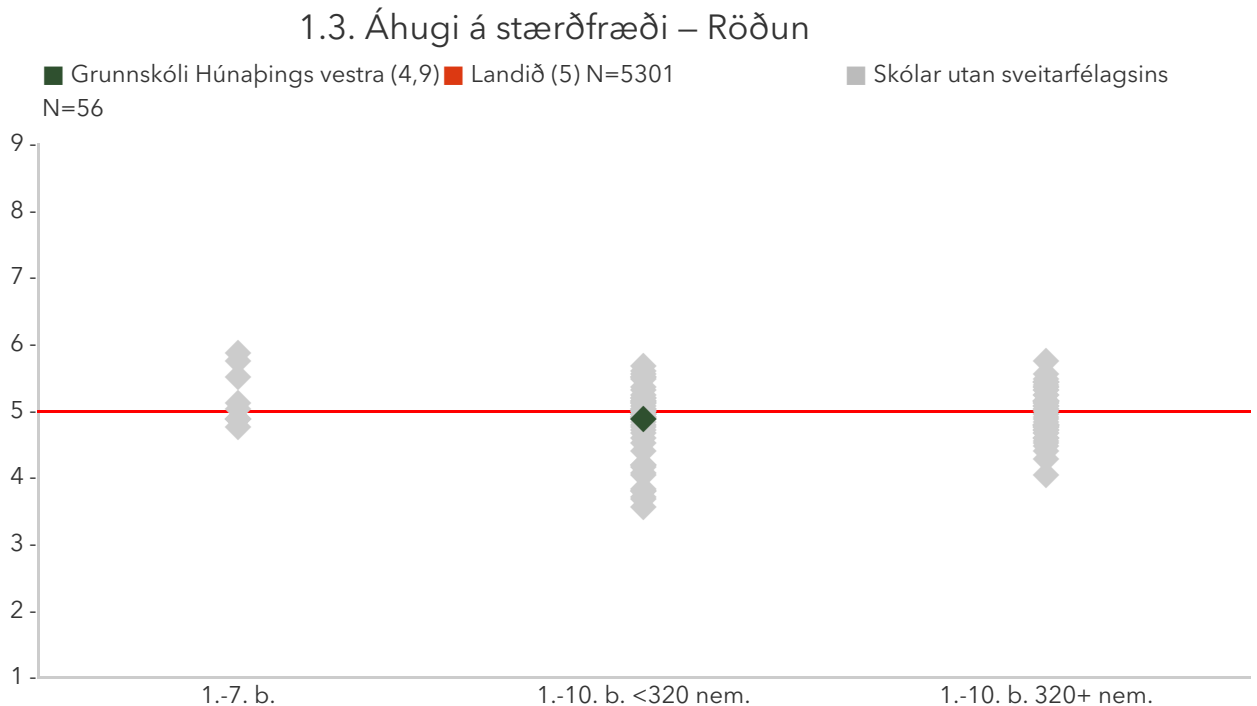 1.3. Áhugi á stærðfræði – Röðun
Grunnskóli Húnaþings vestra (4,9) Landið (5) N=5301 Skólar utan sveitarfélagsins
N=56
9
8
7
6
5
4
3
2
1
1.-7. b. 1.-10. b. <320 nem. 1.-10. b. 320+ nem.